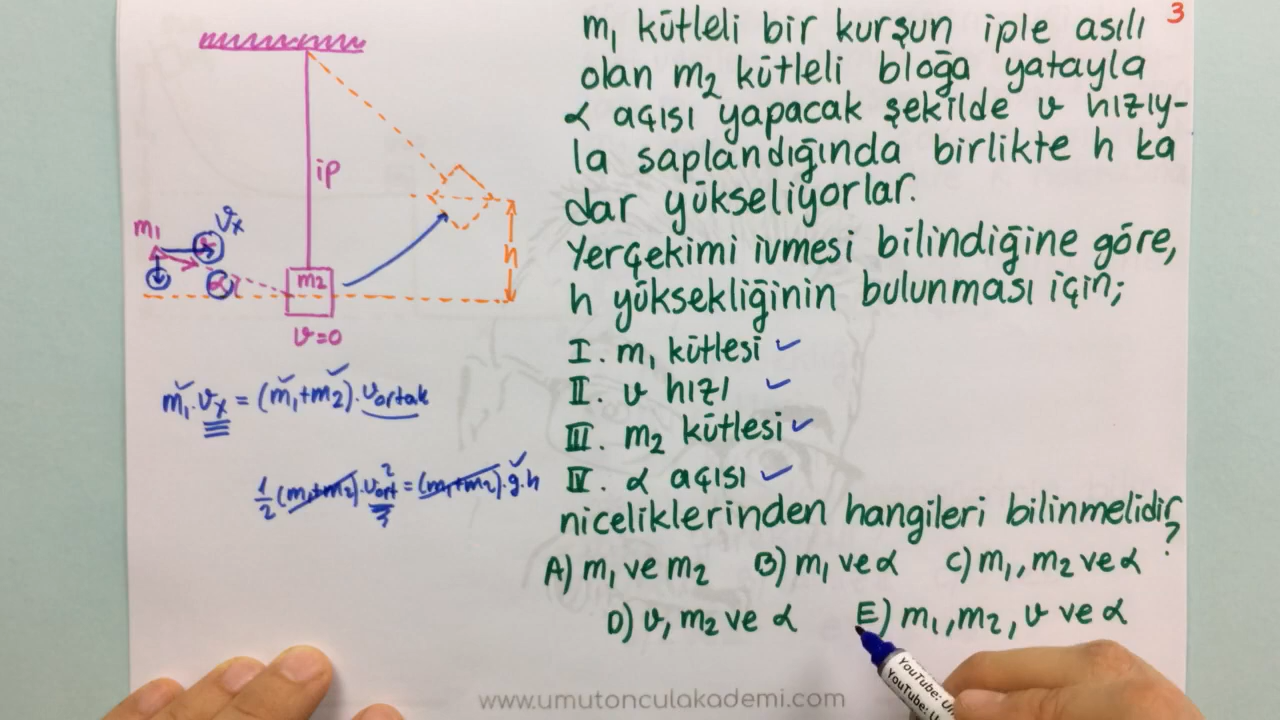 3
m₁ kütleli bir kurşun iple asılı
olan m₂ kütleli bloğa yatayla
α açısı yapacak şekilde v hızıy-
la saplandığında birlikte h ka
dar yükseliyorlar.
Yerçekimi ivmesi bilindiğine göre,
h yüksekliğinin bulunması için;
I. m₁ kütlesi ✓
II. v hızı ✓
III. m₂ kütlesi ✓
IV. α açısı ✓
niceliklerinden hangileri bilinmelidir?
A) m₁ ve m₂ B) m₁ ve α C) m₁, m₂ ve α
D) v, m₂ ve α E) m₁, m₂, v ve α
ip
m₁
vₓ
α
m₂
h
v=0
m₁.vₓ = (m₁+m₂).vortak
1/2 (m₁+m₂).vort² = (m₁+m₂).g.h
www.umutonculakademi.com
YouTube:
YouTube: U